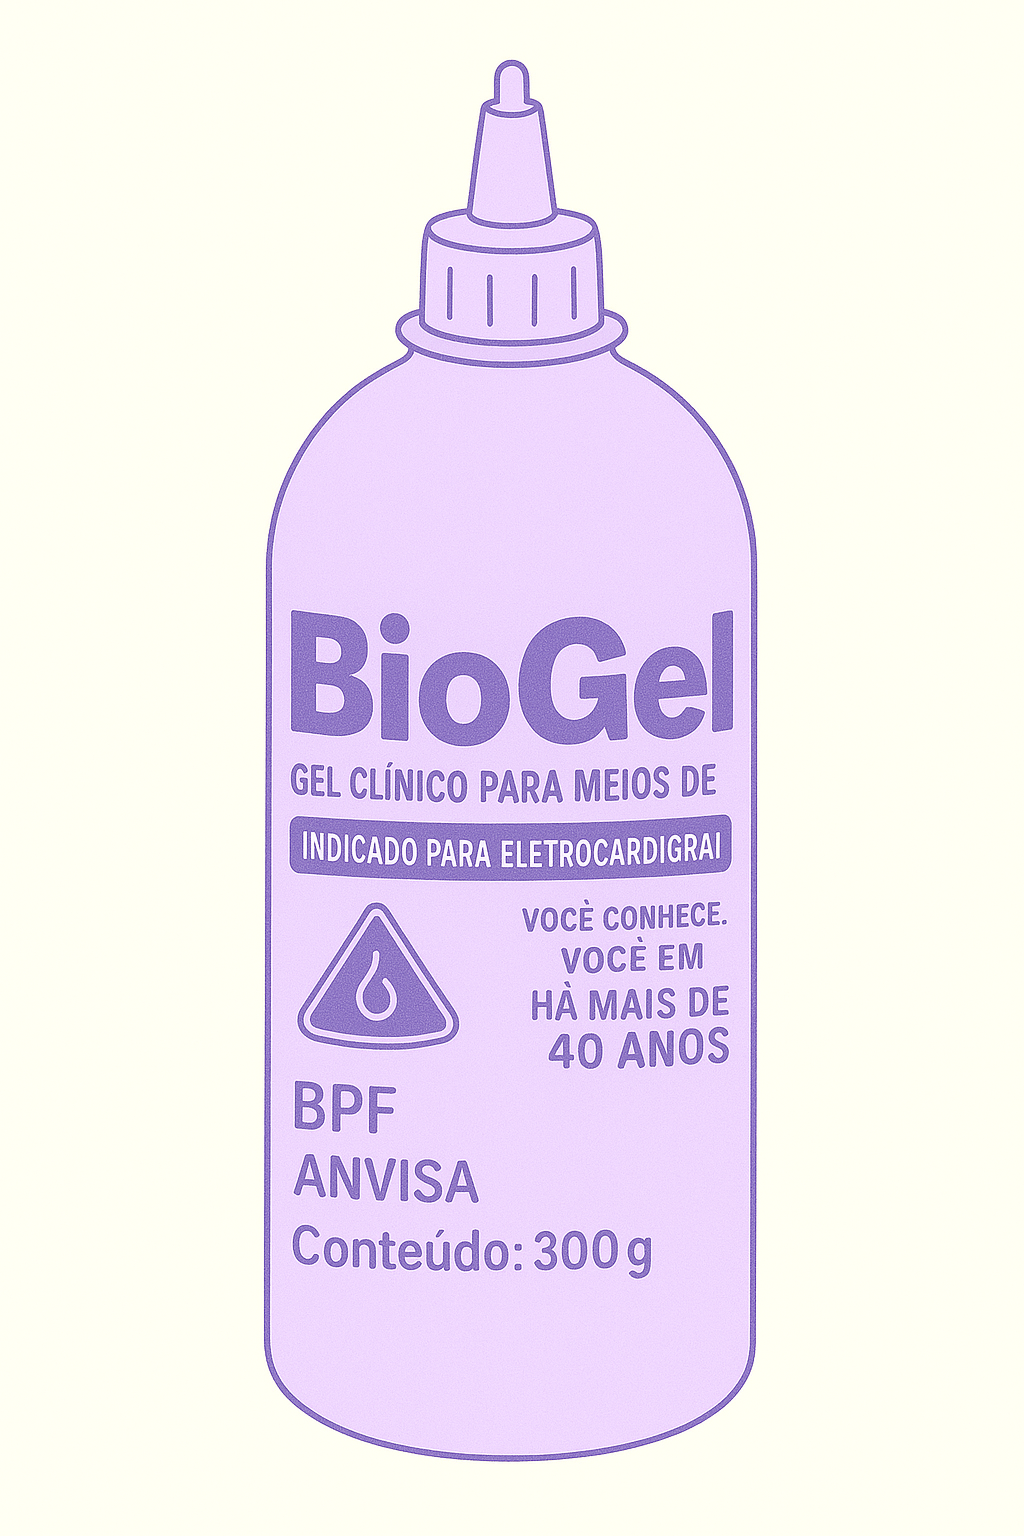 BioGel
GEL CLÍNICO PARA MEIOS DE
INDICADO PARA ELETROCARDIGRAI
VOCÈ CONHECE.
VOCÈ EM
HÀ MAIS DE
40 ANOS
BPF
ANVISA
Conteúdo: 300 g